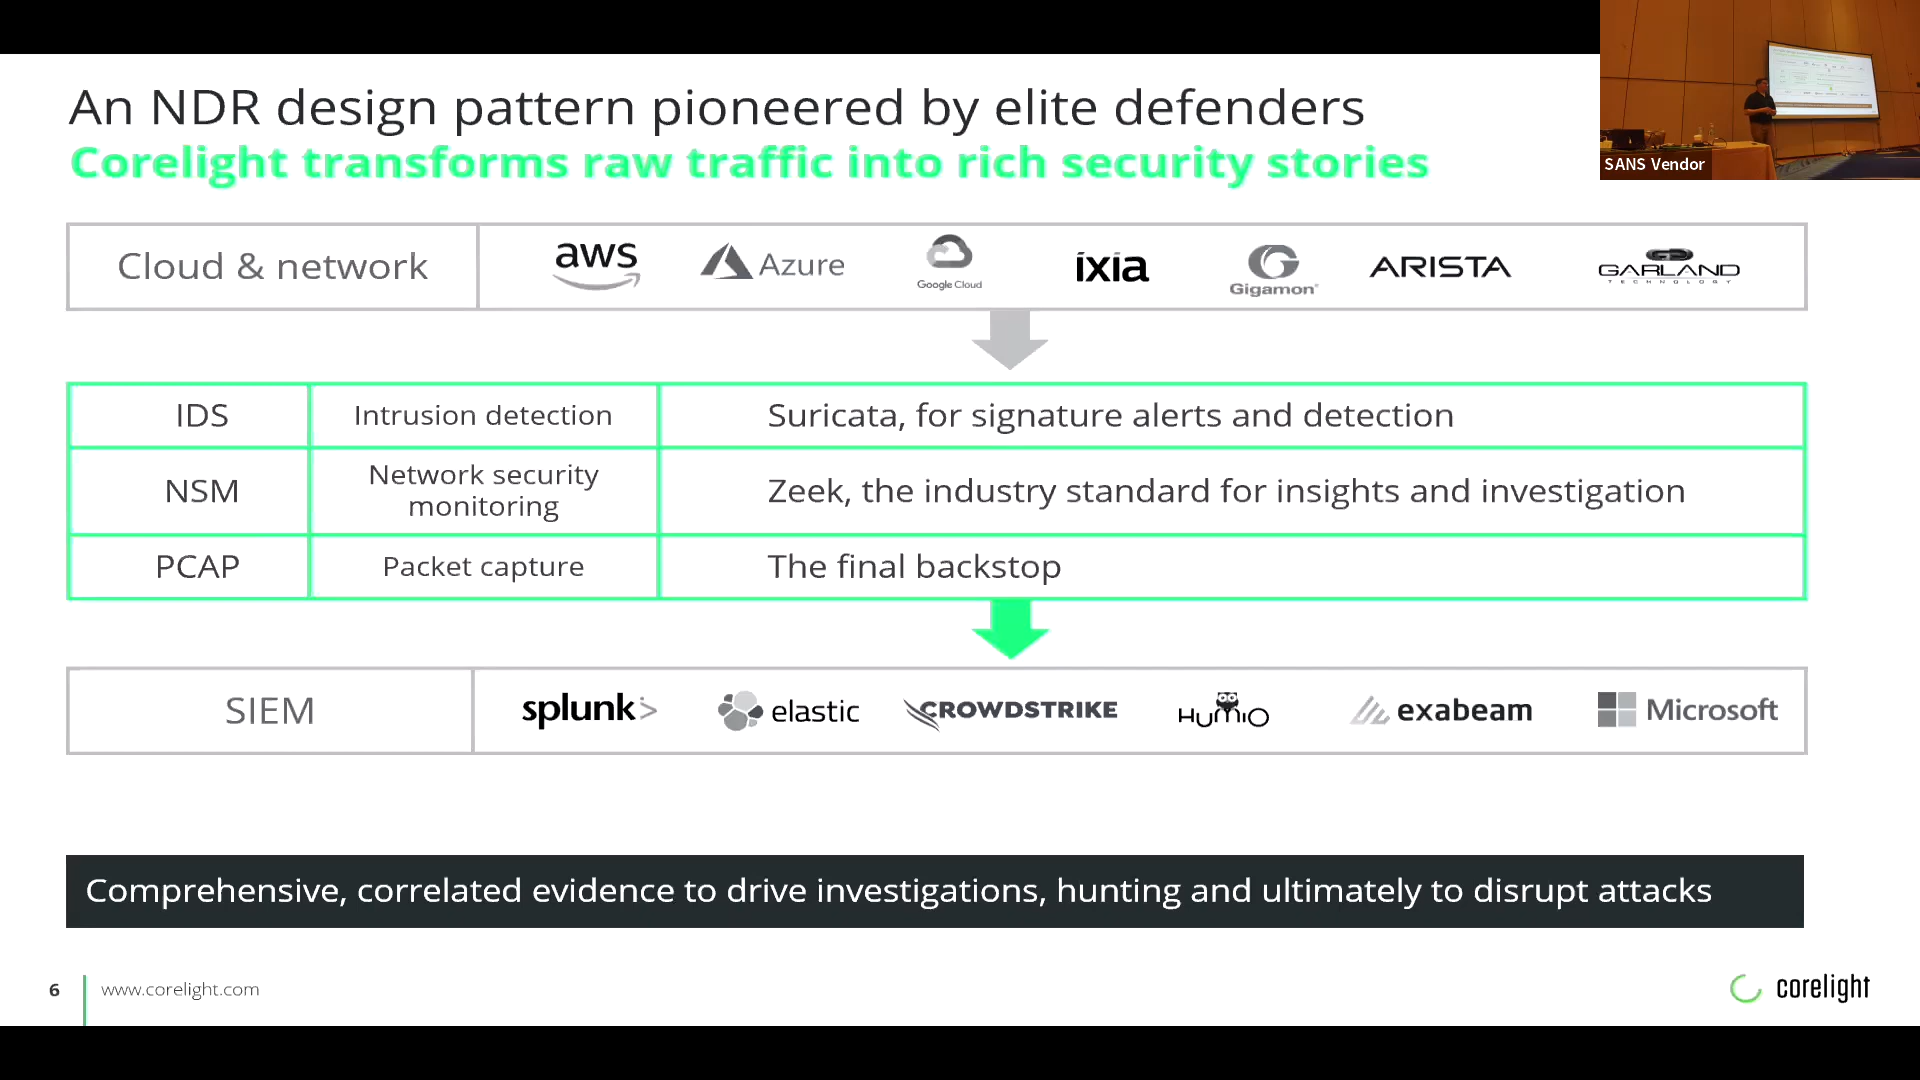 An NDR design pattern pioneered by elite defenders
Corelight transforms raw traffic into rich security stories
SANS Vendor
Cloud & network
aws
Azure
Google Cloud
ixia
Gigamon
ARISTA
GARLAND
TECHNOLOGY
IDS
Intrusion detection
Suricata, for signature alerts and detection
NSM
Network security
monitoring
Zeek, the industry standard for insights and investigation
PCAP
Packet capture
The final backstop
SIEM
splunk>
elastic
CROWDSTRIKE
HUMIO
exabeam
Microsoft
Comprehensive, correlated evidence to drive investigations, hunting and ultimately to disrupt attacks
6
www.corelight.com
corelight